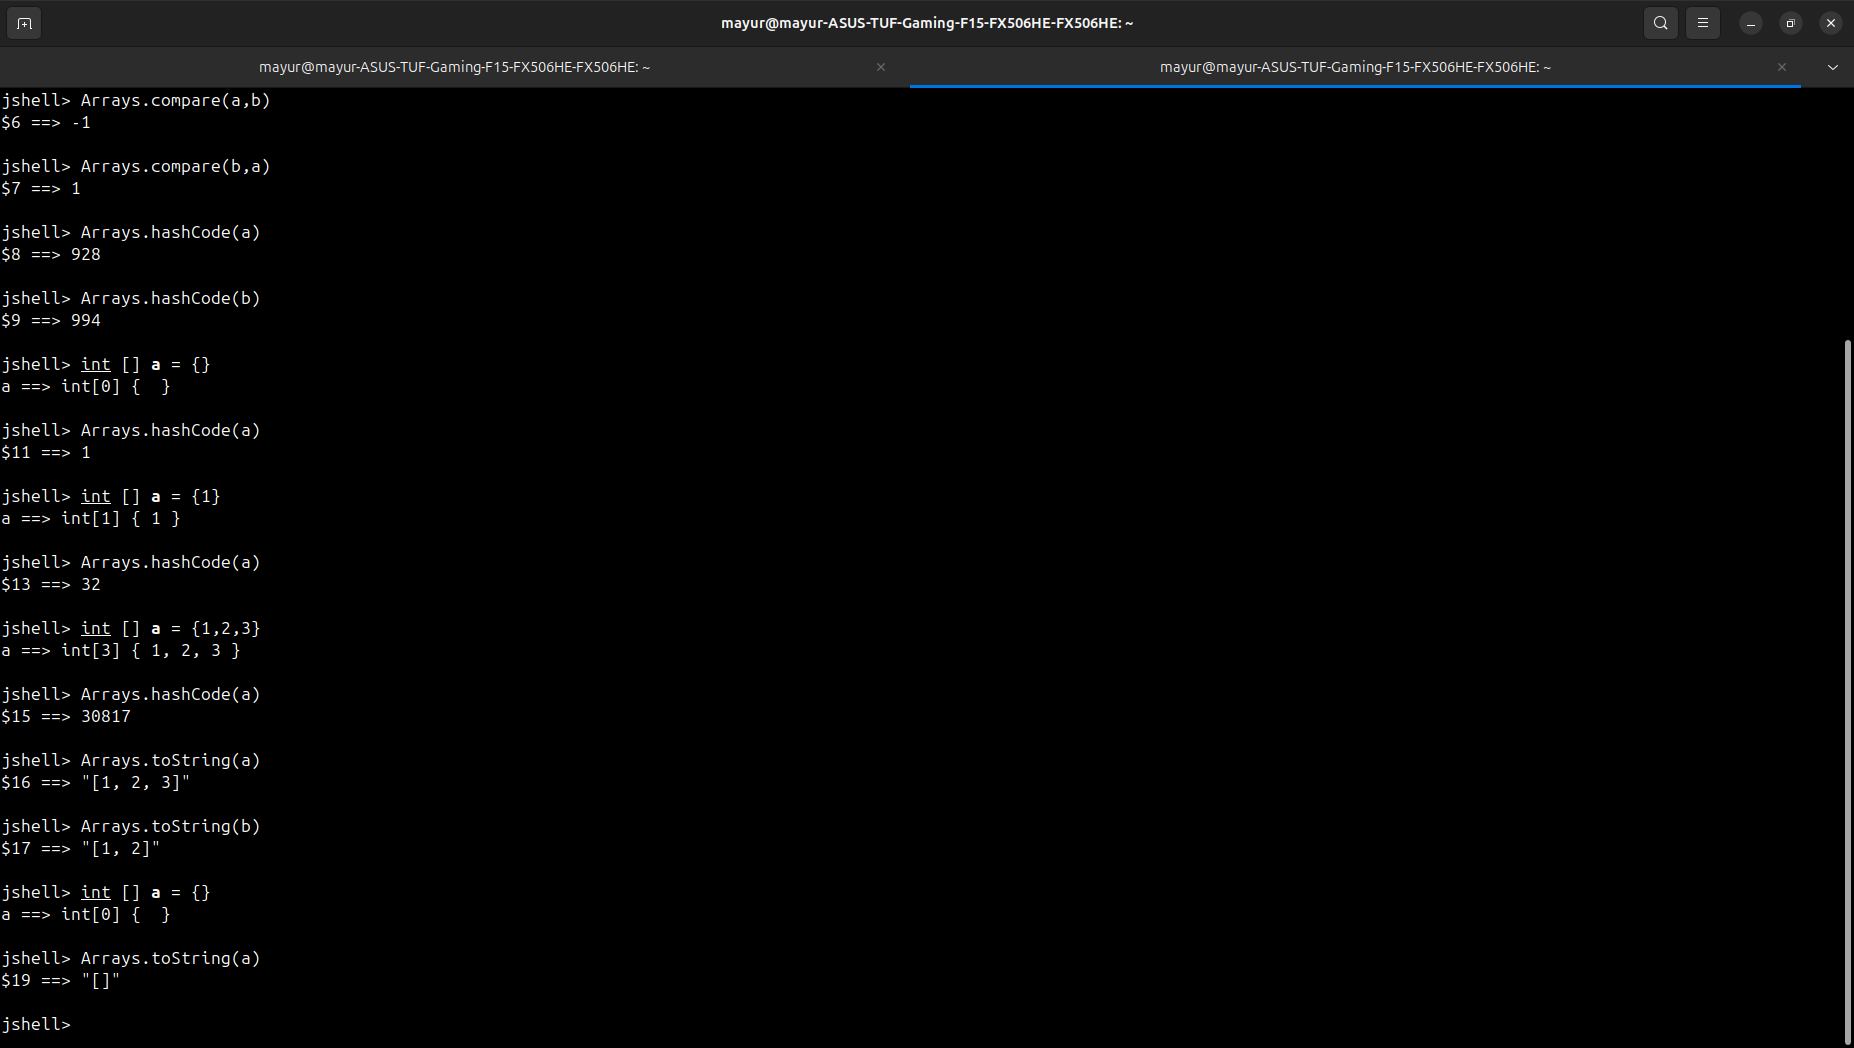 mayur@mayur-ASUS-TUF-Gaming-F15-FX506HE-FX506HE: ~
mayur@mayur-ASUS-TUF-Gaming-F15-FX506HE-FX506HE: ~
mayur@mayur-ASUS-TUF-Gaming-F15-FX506HE-FX506HE: ~
jshell> Arrays.compare(a,b)
$6 ==> -1
jshell> Arrays.compare(b,a)
$7 ==> 1
jshell> Arrays.hashCode(a)
$8 ==> 928
jshell> Arrays.hashCode(b)
$9 ==> 994
jshell> int [] a = {}
a ==> int[0] {  }
jshell> Arrays.hashCode(a)
$11 ==> 1
jshell> int [] a = {1}
a ==> int[1] { 1 }
jshell> Arrays.hashCode(a)
$13 ==> 32
jshell> int [] a = {1,2,3}
a ==> int[3] { 1, 2, 3 }
jshell> Arrays.hashCode(a)
$15 ==> 30817
jshell> Arrays.toString(a)
$16 ==> "[1, 2, 3]"
jshell> Arrays.toString(b)
$17 ==> "[1, 2]"
jshell> int [] a = {}
a ==> int[0] {  }
jshell> Arrays.toString(a)
$19 ==> "[]"
jshell>